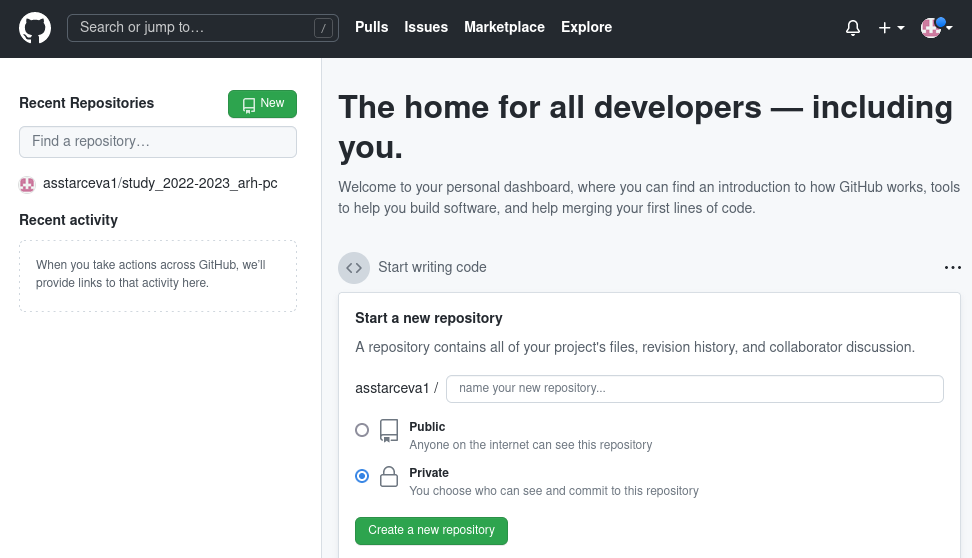 Search or jump to… /
Pulls Issues Marketplace Explore
Recent Repositories
New
Find a repository…
asstarceva1/study_2022-2023_arh-pc
Recent activity
When you take actions across GitHub, we'll
provide links to that activity here.
The home for all developers — including
you.
Welcome to your personal dashboard, where you can find an introduction to how GitHub works, tools
to help you build software, and help merging your first lines of code.
Start writing code
Start a new repository
A repository contains all of your project's files, revision history, and collaborator discussion.
asstarceva1 / name your new repository...
Public
Anyone on the internet can see this repository
Private
You choose who can see and commit to this repository
Create a new repository